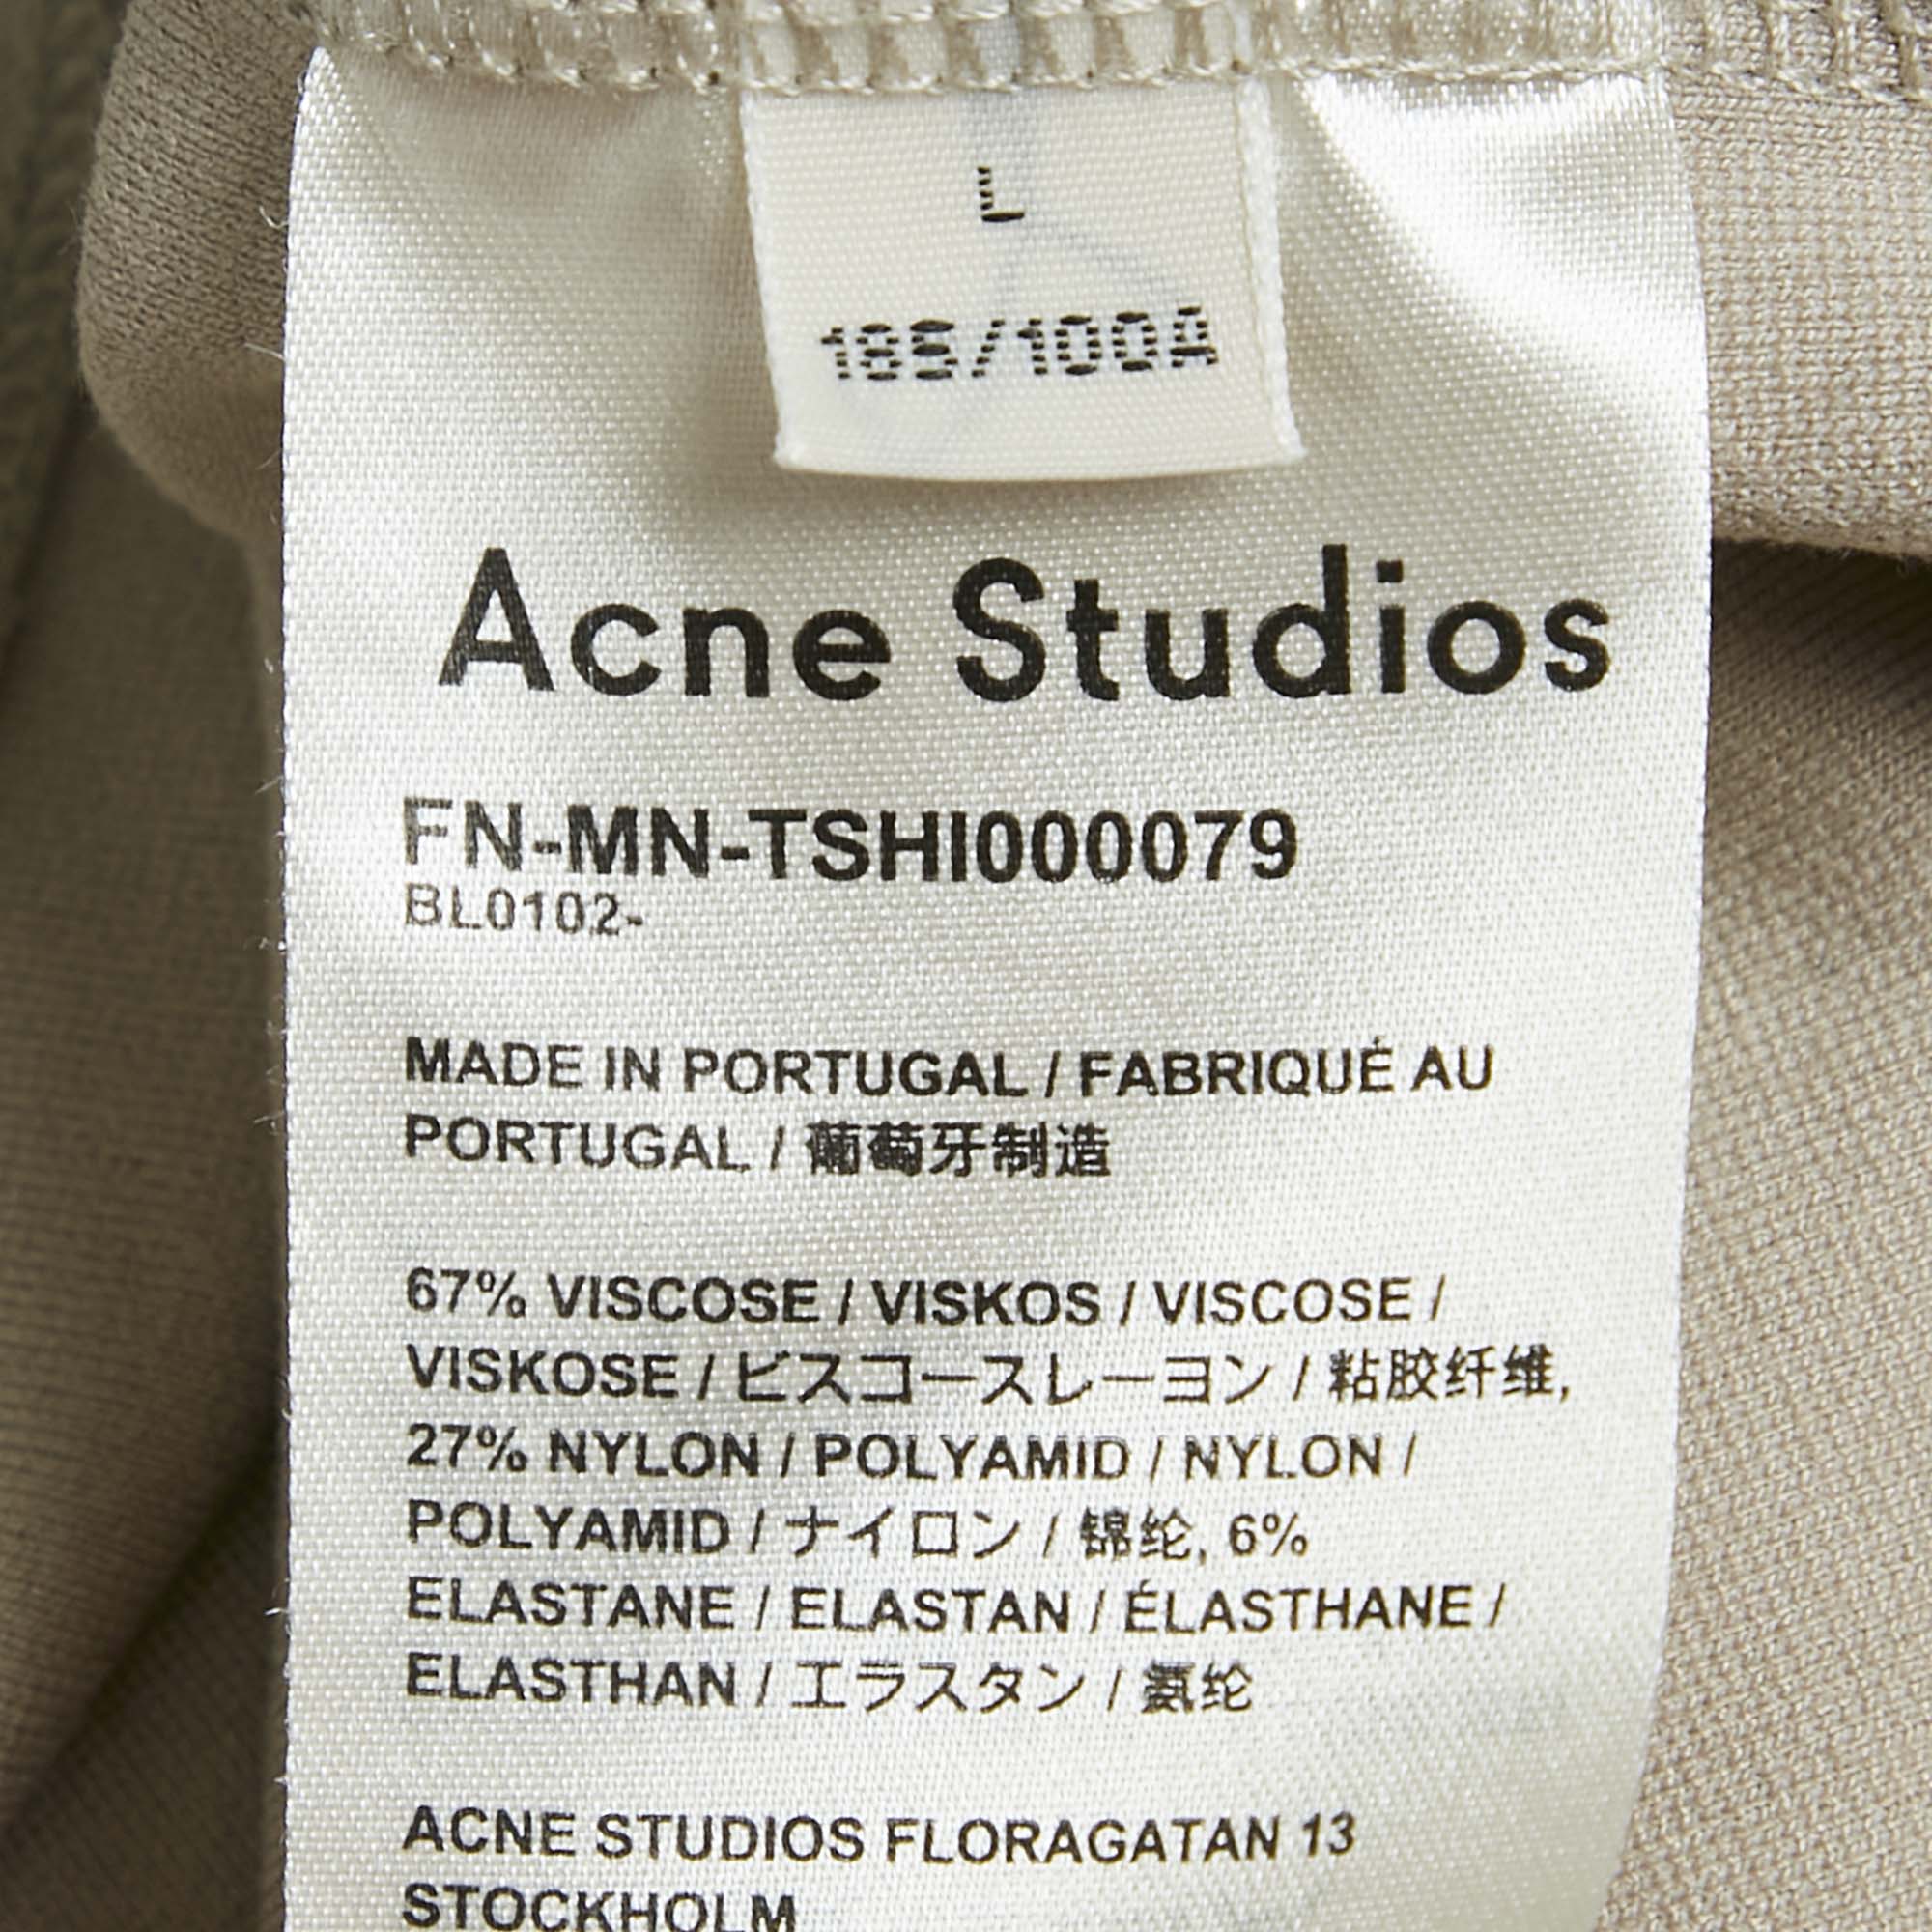 L
185/100A
Acne Studios
FN-MN-TSHI000079
BL0102-
MADE IN PORTUGAL / FABRIQUÉ AU
PORTUGAL / 葡萄牙制造
67% VISCOSE / VISKOS / VISCOSE /
VISKOSE / ビスコースレーヨン / 粘胶纤维,
27% NYLON / POLYAMID / NYLON /
POLYAMID / ナイロン / 锦纶, 6%
ELASTANE / ELASTAN / ÉLASTHANE /
ELASTHAN / エラスタン / 氨纶
ACNE STUDIOS FLORAGATAN 13
STOCKHOLM